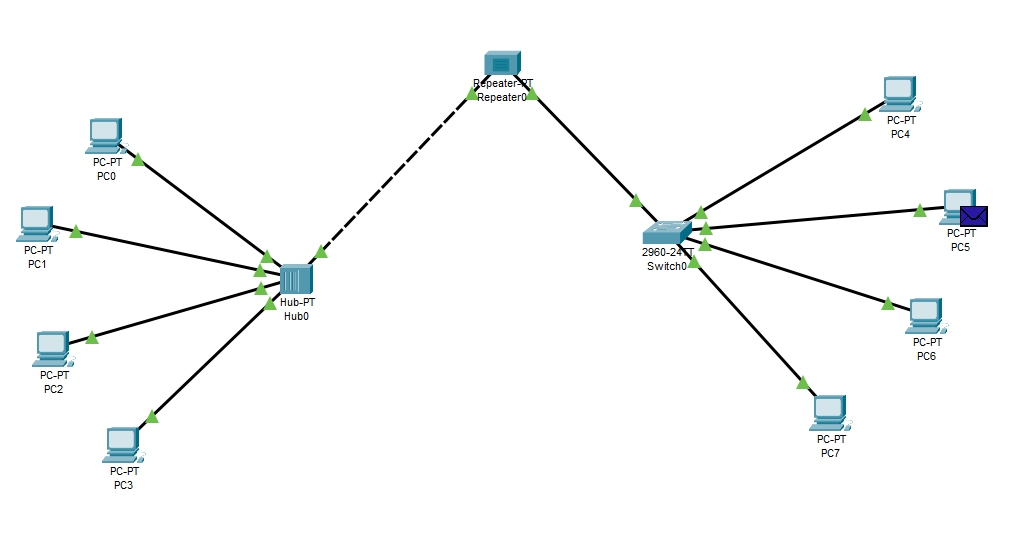 Repeater-PT
Repeater0
PC-PT
PC4
PC-PT
PC0
PC-PT
PC5
PC-PT
PC1
2960-24TT
Switch0
Hub-PT
Hub0
PC-PT
PC6
PC-PT
PC2
PC-PT
PC7
PC-PT
PC3